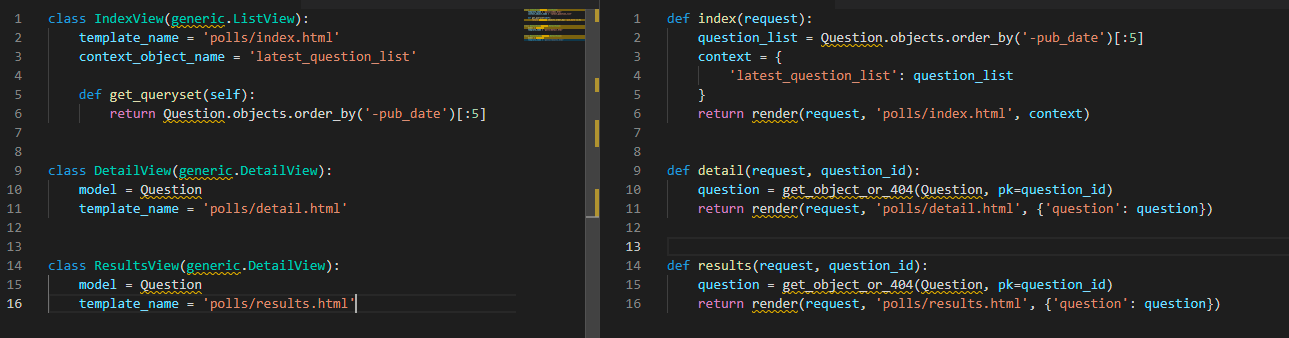 1 class IndexView(generic.ListView):
2 template_name = 'polls/index.html'
3 context_object_name = 'latest_question_list'
4
5 def get_queryset(self):
6 return Question.objects.order_by('-pub_date')[:5]
7
8
9 class DetailView(generic.DetailView):
10 model = Question
11 template_name = 'polls/detail.html'
12
13
14 class ResultsView(generic.DetailView):
15 model = Question
16 template_name = 'polls/results.html'
1 def index(request):
2 question_list = Question.objects.order_by('-pub_date')[:5]
3 context = {
4 'latest_question_list': question_list
5 }
6 return render(request, 'polls/index.html', context)
7
8
9 def detail(request, question_id):
10 question = get_object_or_404(Question, pk=question_id)
11 return render(request, 'polls/detail.html', {'question': question})
12
13
14 def results(request, question_id):
15 question = get_object_or_404(Question, pk=question_id)
16 return render(request, 'polls/results.html', {'question': question})